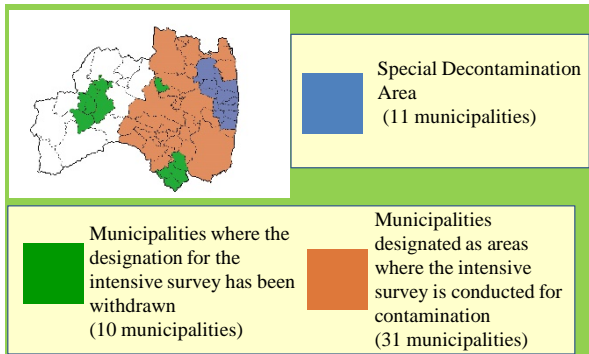 Special Decontamination
Area
(11 municipalities)
Municipalities where the
designation for the
intensive survey has been
withdrawn
(10 municipalities)
Municipalities
designated as areas
where the intensive
survey is conducted for
contamination
(31 municipalities)